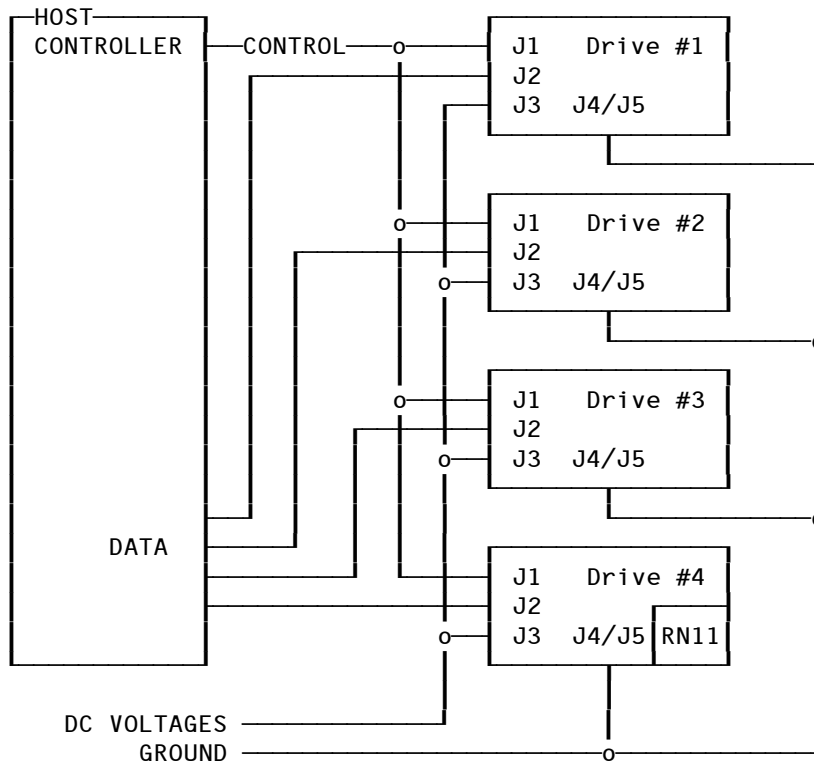 HOST
CONTROLLER
CONTROL
J1 Drive #1
J2
J3 J4/J5
J1 Drive #2
J2
J3 J4/J5
J1 Drive #3
J2
J3 J4/J5
DATA
J1 Drive #4
J2
J3 J4/J5 RN11
DC VOLTAGES
GROUND